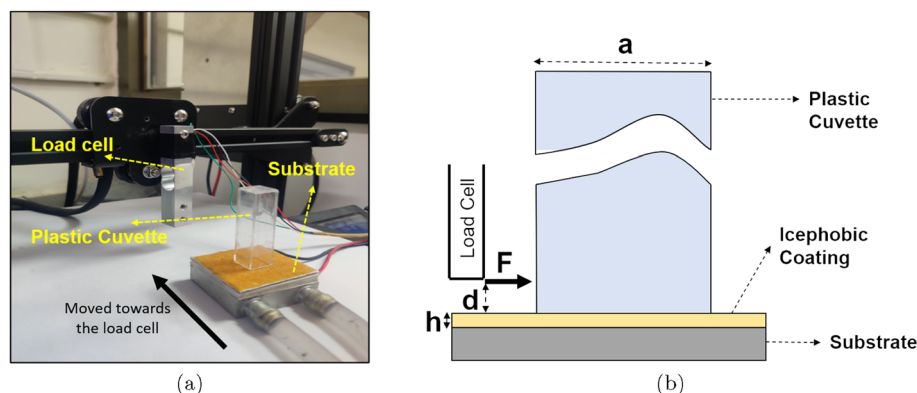 Load cell
Substrate
Plastic Cuvette
Moved towards
the load cell
(a)
a
Plastic
Cuvette
Load Cell
F
d
h
Icephobic
Coating
Substrate
(b)